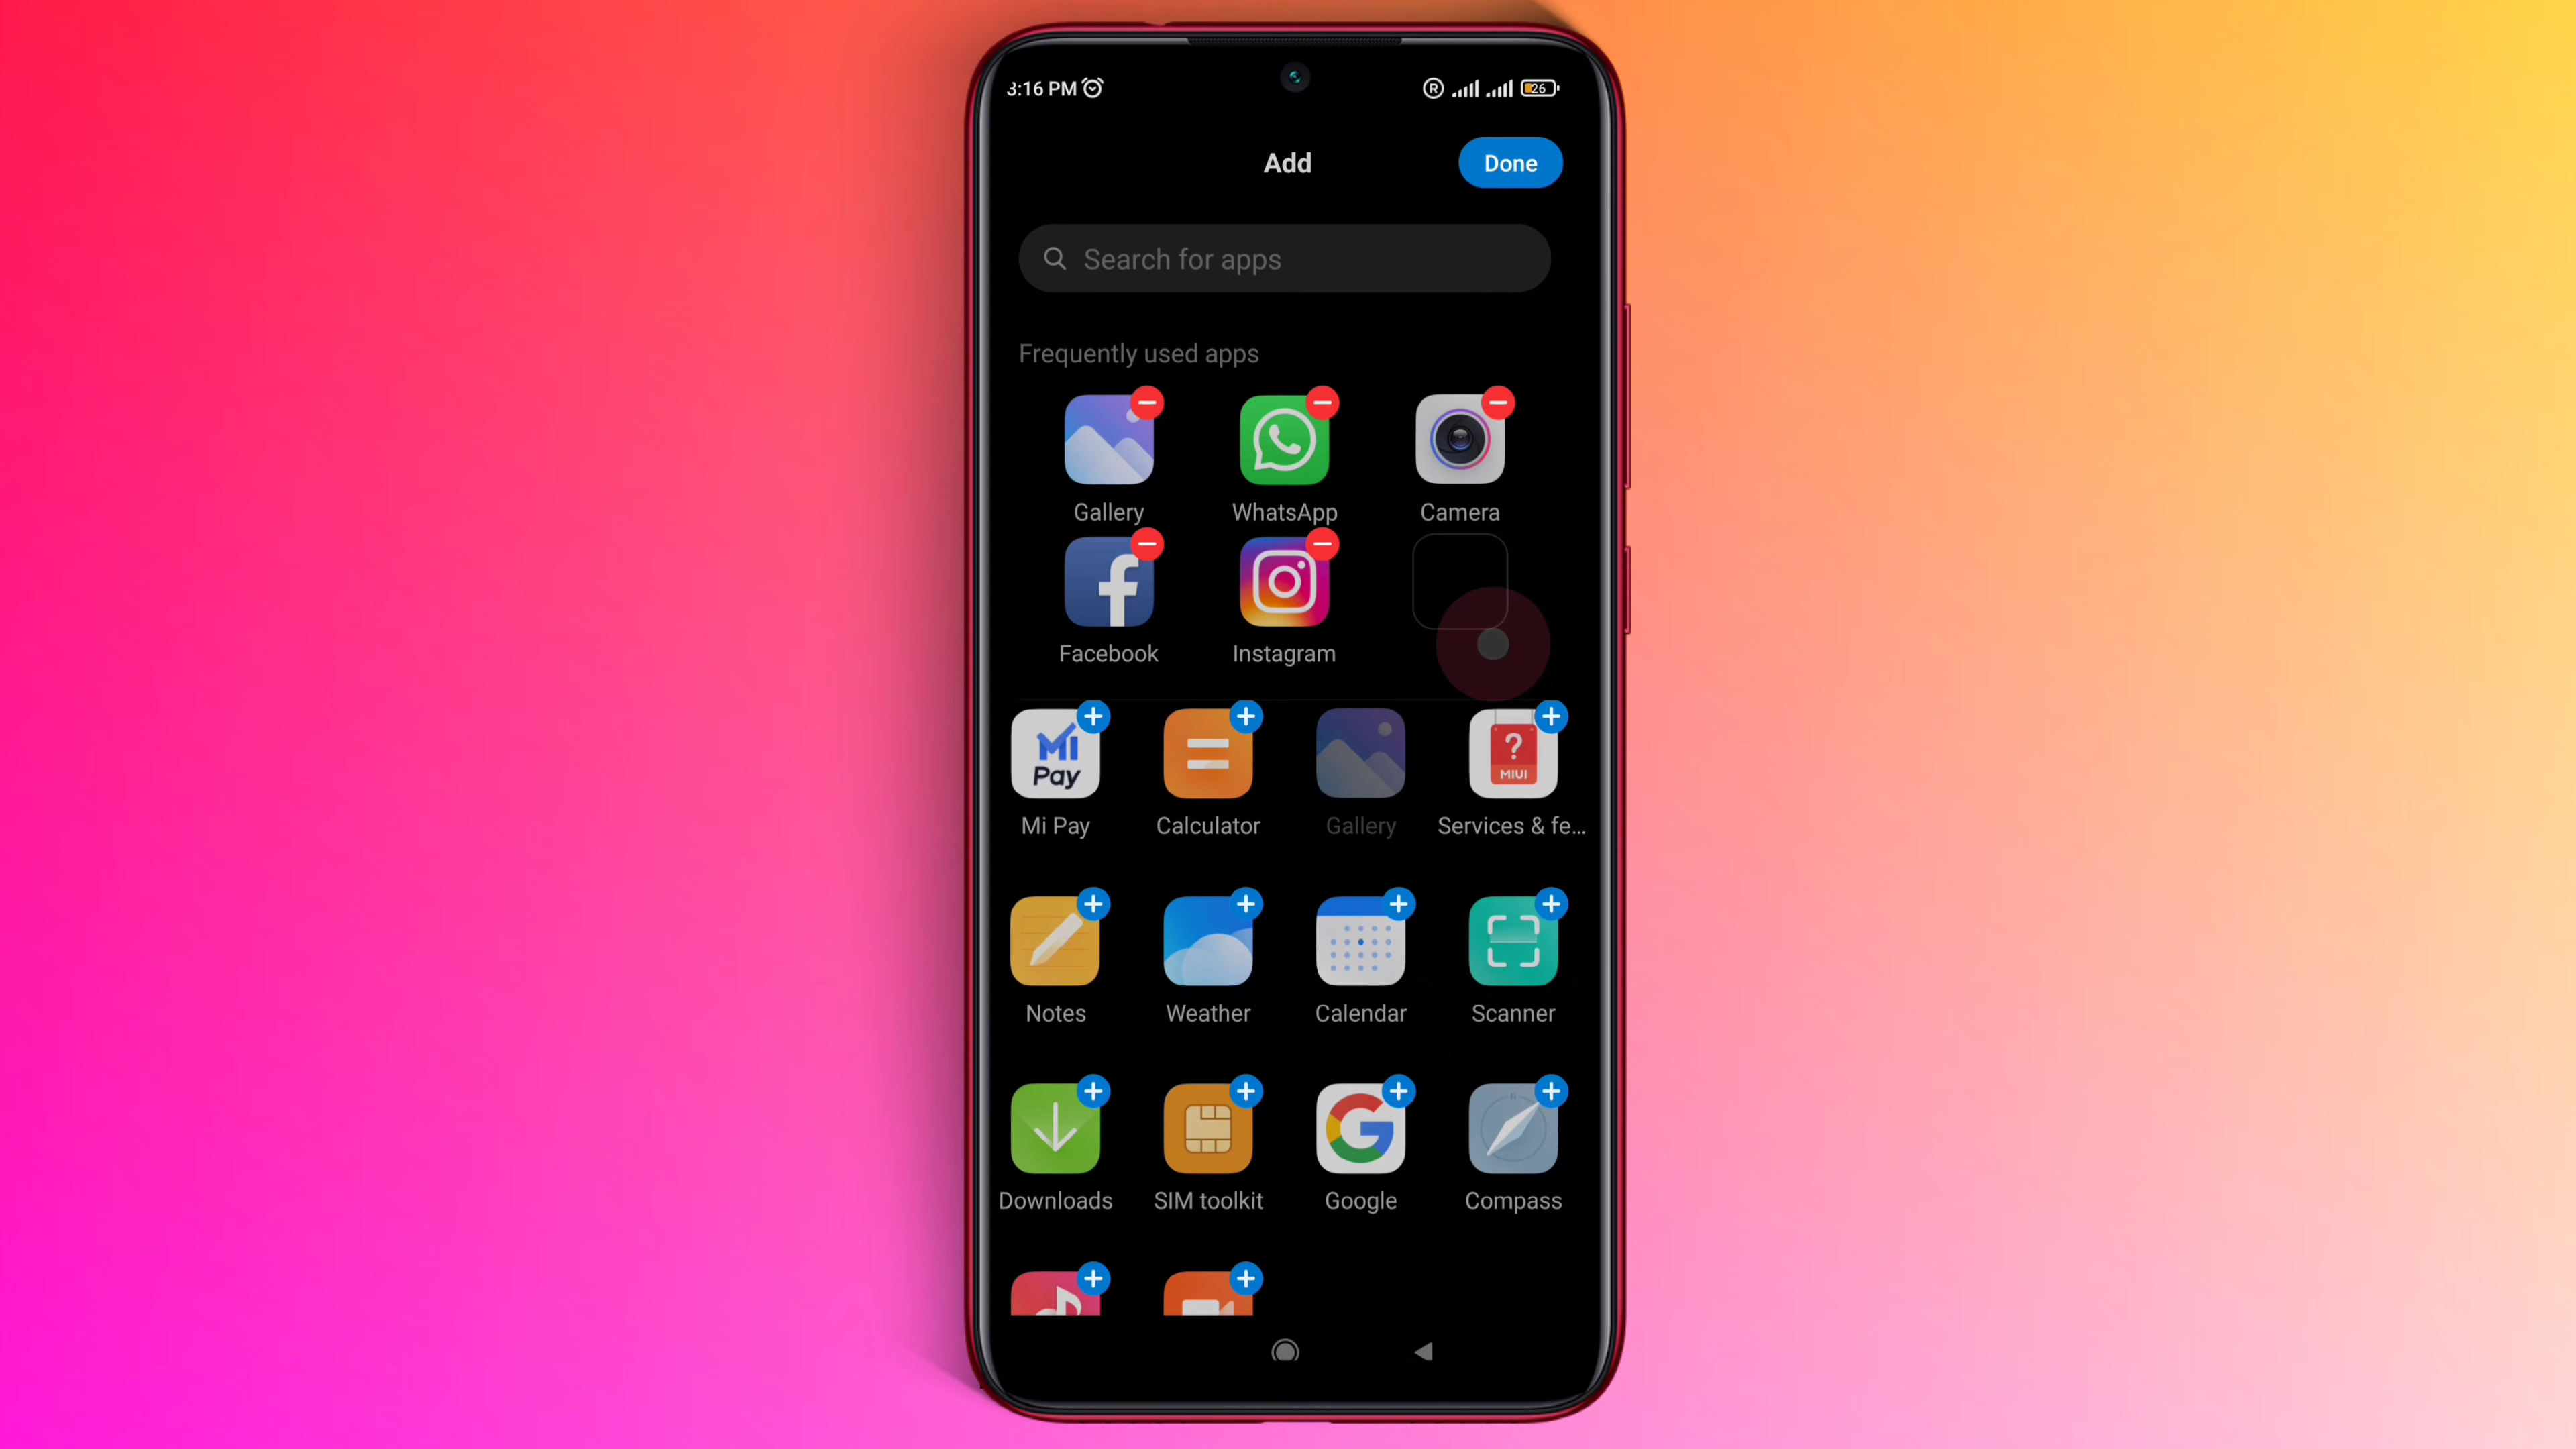 3:16 PM
26
Add
Done
Search for apps
Frequently used apps
Gallery
WhatsApp
Camera
Facebook
Instagram
Mi
Pay
?
MIUI
Mi Pay
Calculator
Gallery
Services & fe...
Notes
Weather
Calendar
Scanner
Downloads
SIM toolkit
Google
Compass